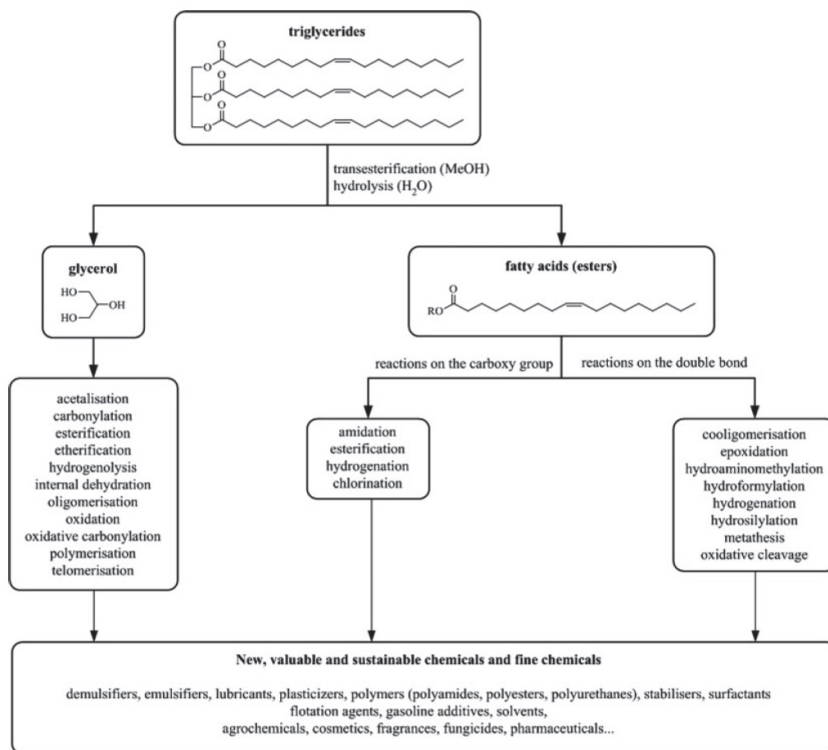 triglycerides
O
O
O
O
O
O
transesterification (MeOH)
hydrolysis (H₂O)
glycerol
HO
OH
HO
fatty acids (esters)
O
RO
reactions on the carboxy group
reactions on the double bond
acetalisation
carbonylation
esterification
etherification
hydrogenolysis
internal dehydration
oligomerisation
oxidation
oxidative carbonylation
polymerisation
telomerisation
amidation
esterification
hydrogenation
chlorination
cooligomerisation
epoxidation
hydroaminomethylation
hydroformylation
hydrogenation
hydrosilylation
metathesis
oxidative cleavage
New, valuable and sustainable chemicals and fine chemicals
demulsifiers, emulsifiers, lubricants, plasticizers, polymers (polyamides, polyesters, polyurethanes), stabilisers, surfactants
flotation agents, gasoline additives, solvents,
agrochemicals, cosmetics, fragrances, fungicides, pharmaceuticals...